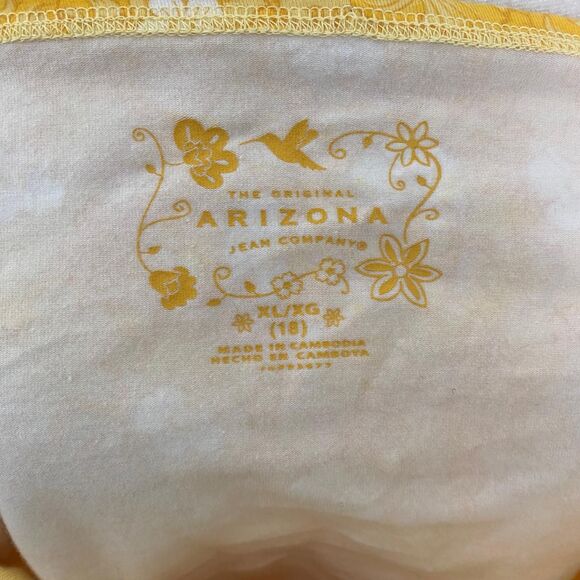 THE ORIGINAL
ARIZONA
JEAN COMPANY®
XL/XG
(18)
MADE IN CAMBODIA
HECHO EN CAMBOYA